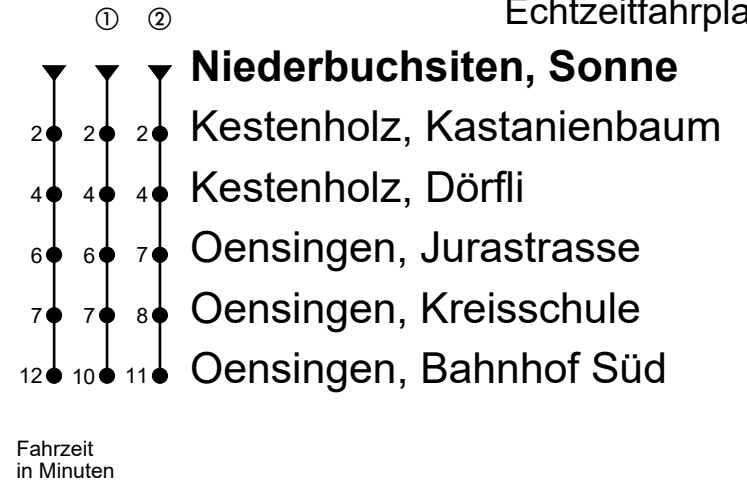 ① ② Echtzeitfahrpla
Niederbuchsiten, Sonne
2 2 2 Kestenholz, Kastanienbaum
4 4 4 Kestenholz, Dörfli
6 6 7 Oensingen, Jurastrasse
7 7 8 Oensingen, Kreisschule
12 10 11 Oensingen, Bahnhof Süd
Fahrzeit
in Minuten